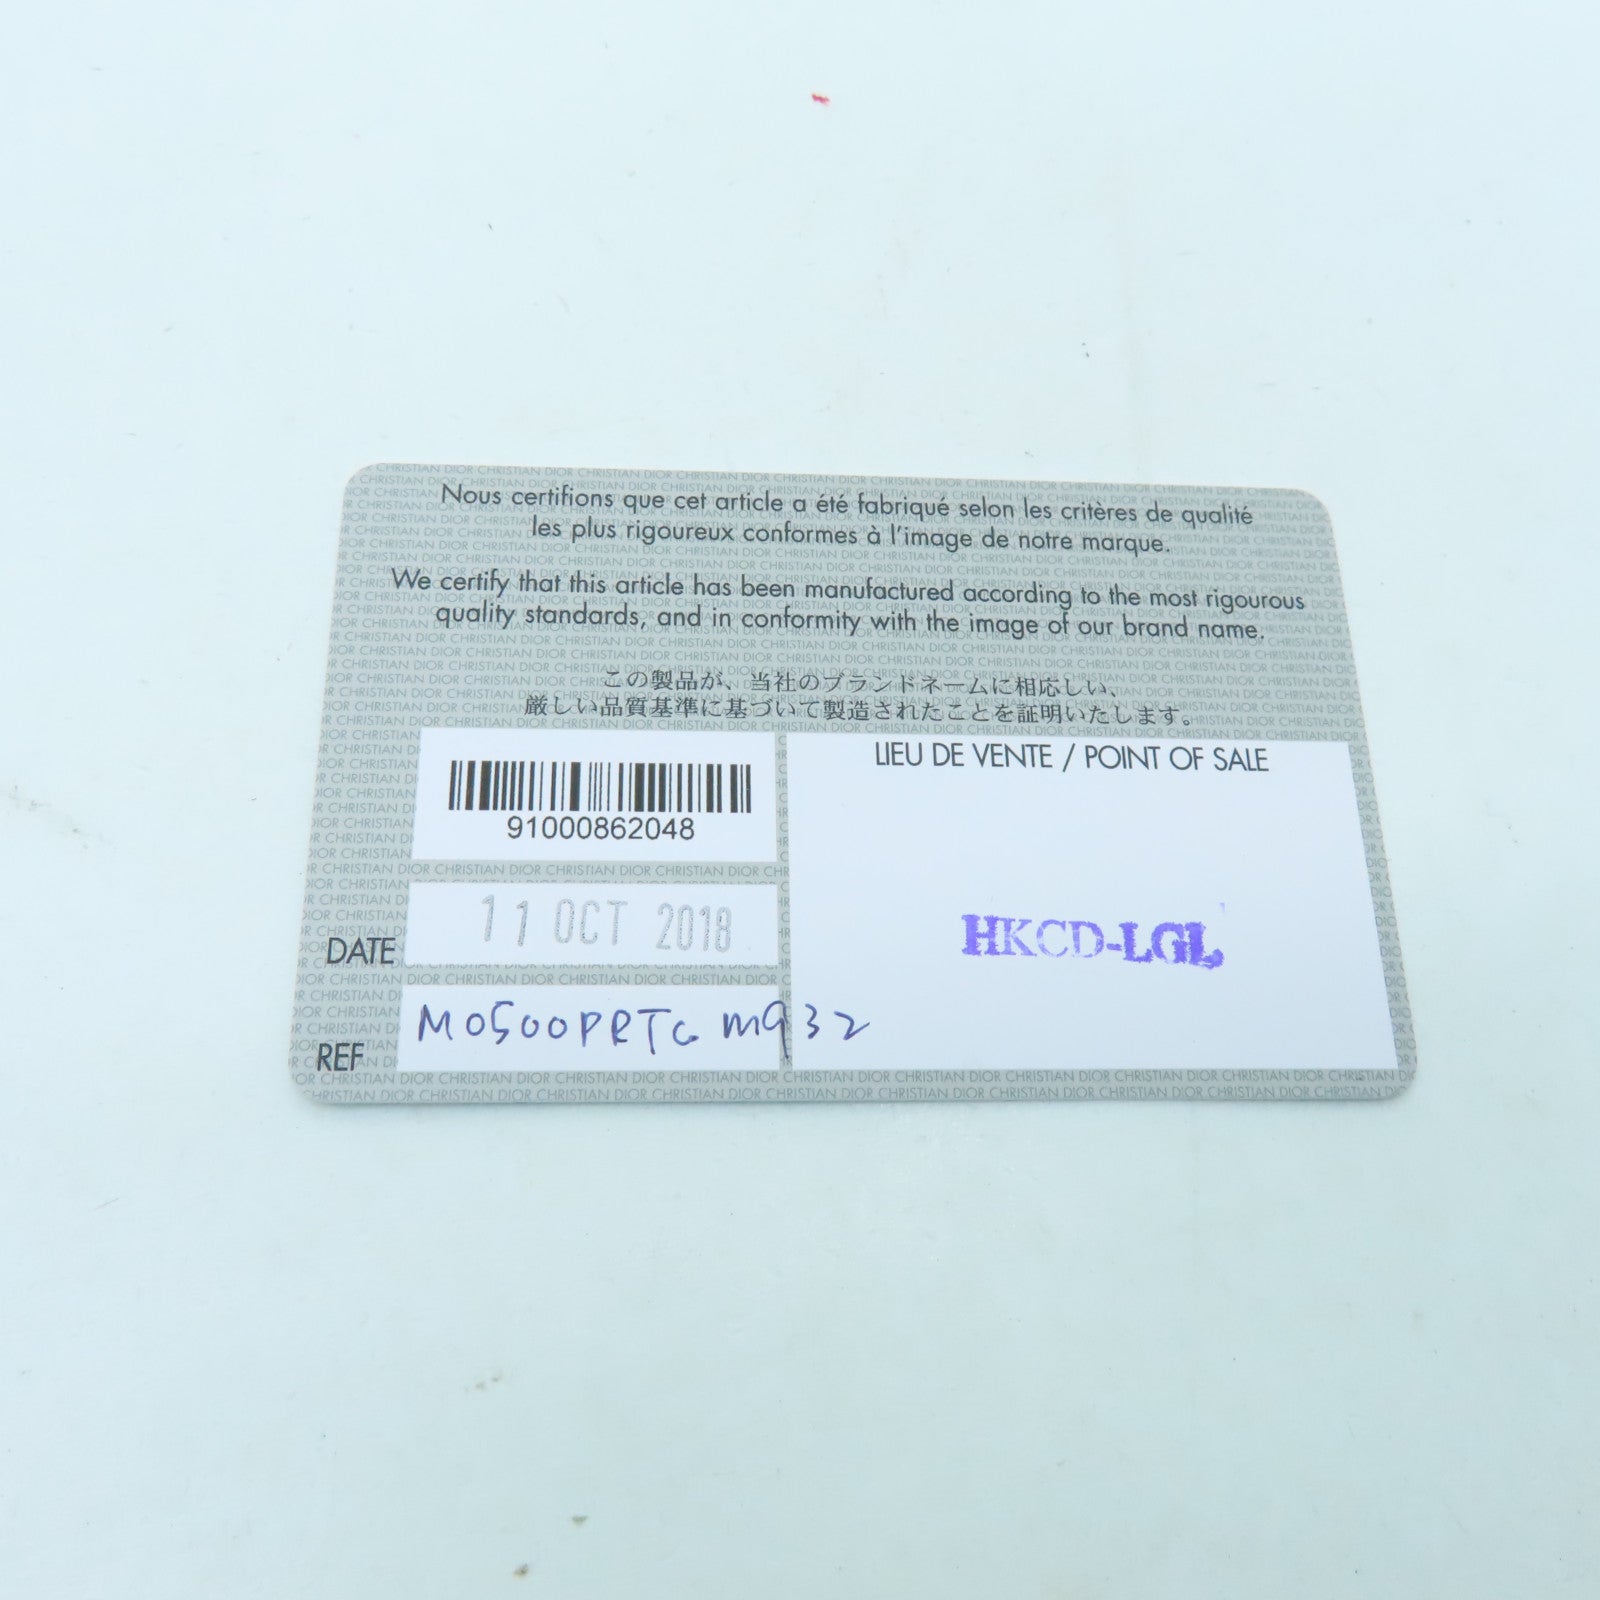 Nous certifions que cet article a été fabriqué selon les critères de qualité
les plus rigoureux conformes à l'image de notre marque.
We certify that this article has been manufactured according to the most rigourous
quality standards, and in conformity with the image of our brand name.
この製品が、当社のブランドネームに相応しい、
厳しい品質基準に基づいて製造されたことを証明いたします。
91000862048
LIEU DE VENTE / POINT OF SALE
HKCD-LGL
DATE 11 OCT 2018
REF M0500PRTC M932